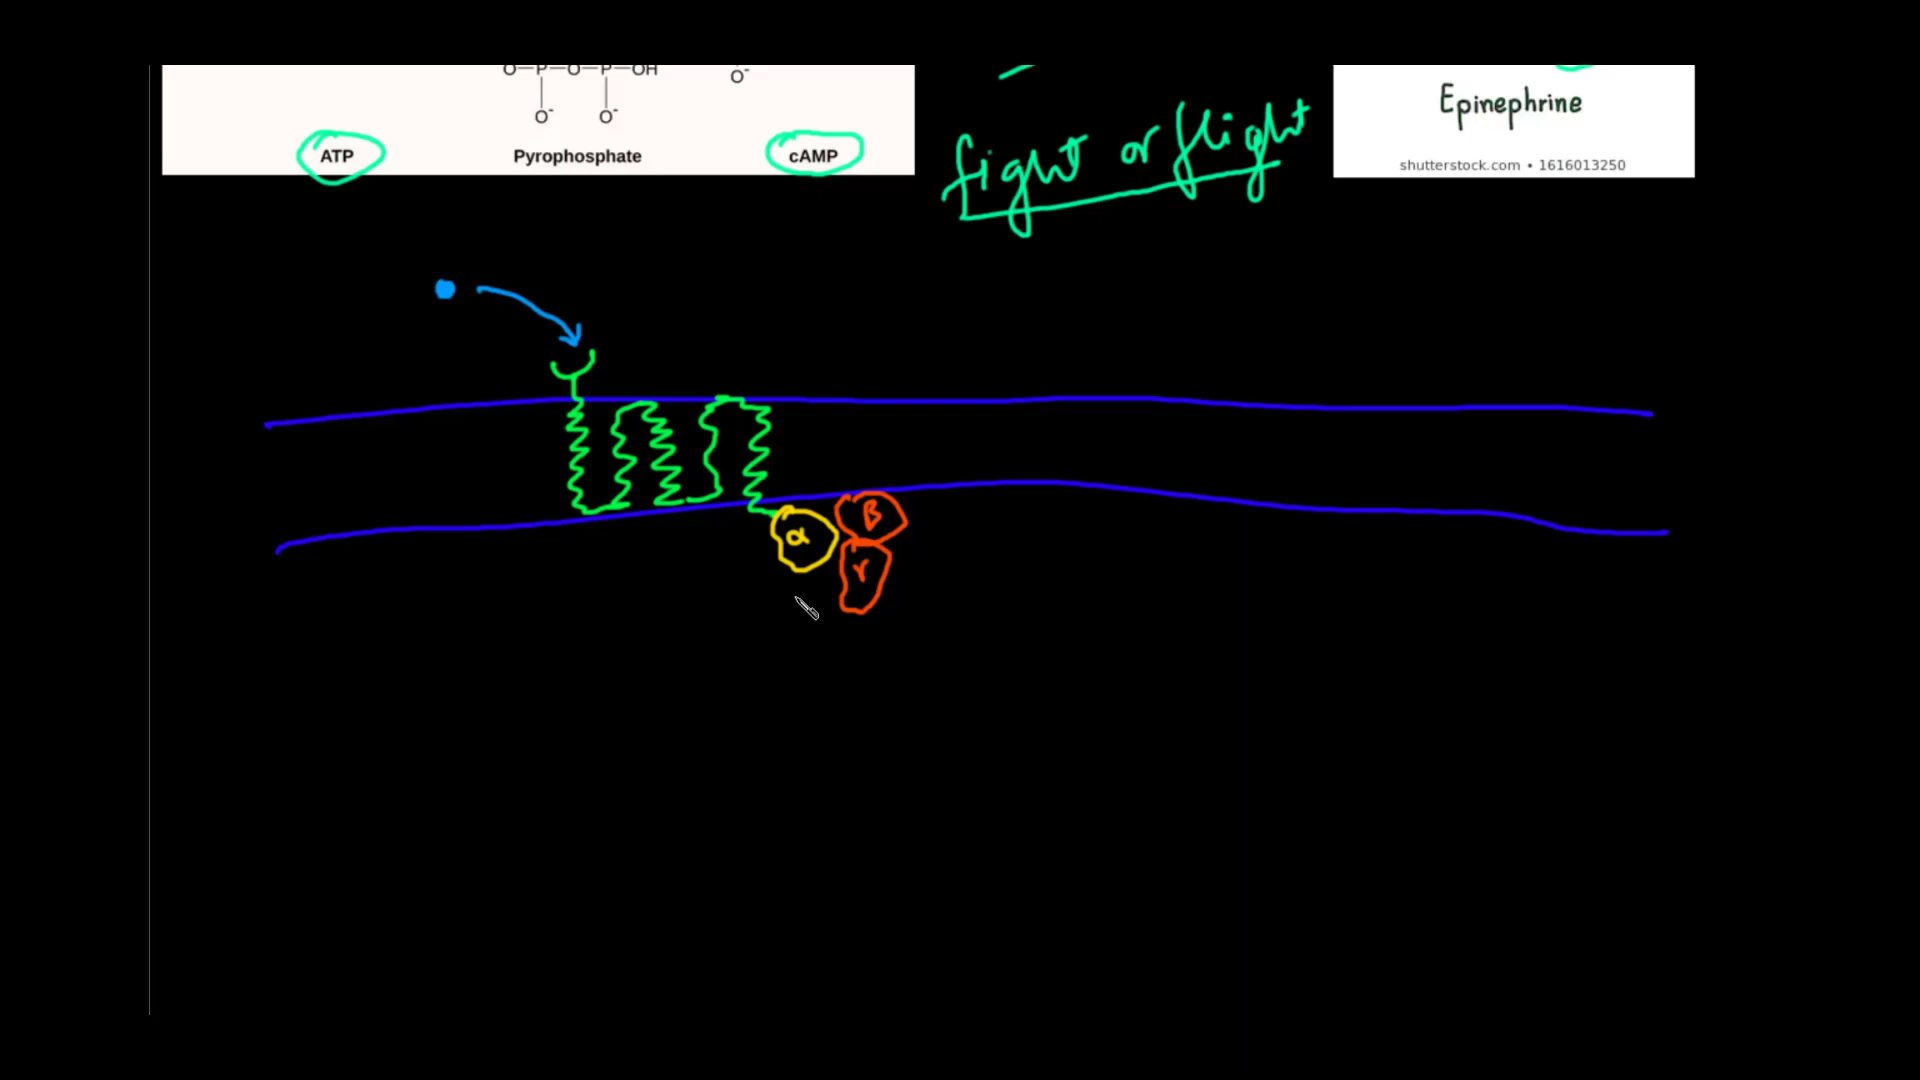 O—P—O—P—OH
O-
O-
O-
ATP
Pyrophosphate
cAMP
fight or flight
Epinephrine
shutterstock.com • 1616013250
α
β
γ